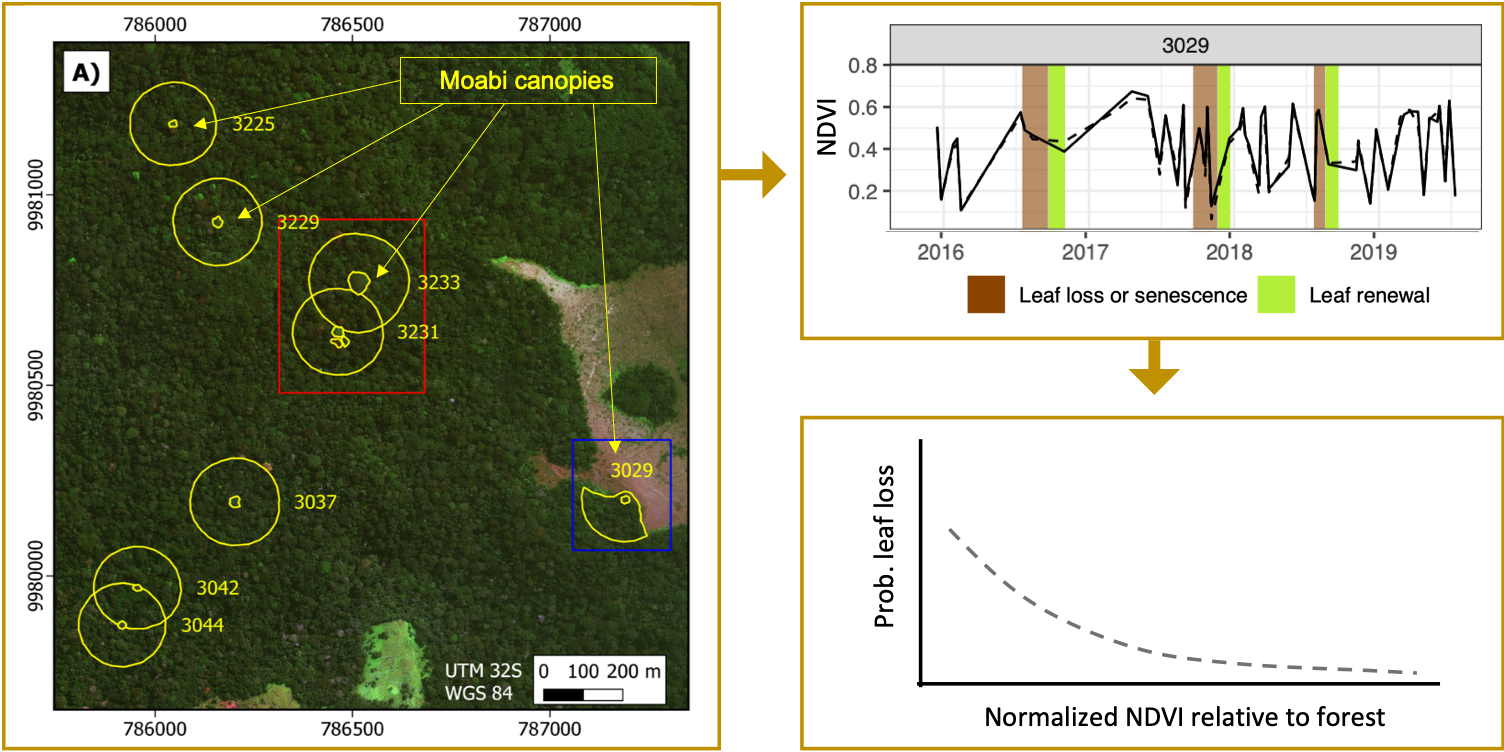 786000 786500 787000
A)
Moabi canopies
3225
3229
3233
3231
3029
3037
3042
3044
9981000
9980500
9980000
UTM 32S
WGS 84
0 100 200 m
786000 786500 787000
3029
NDVI
0.8
0.6
0.4
0.2
2016 2017 2018 2019
Leaf loss or senescence Leaf renewal
Prob. leaf loss
Normalized NDVI relative to forest